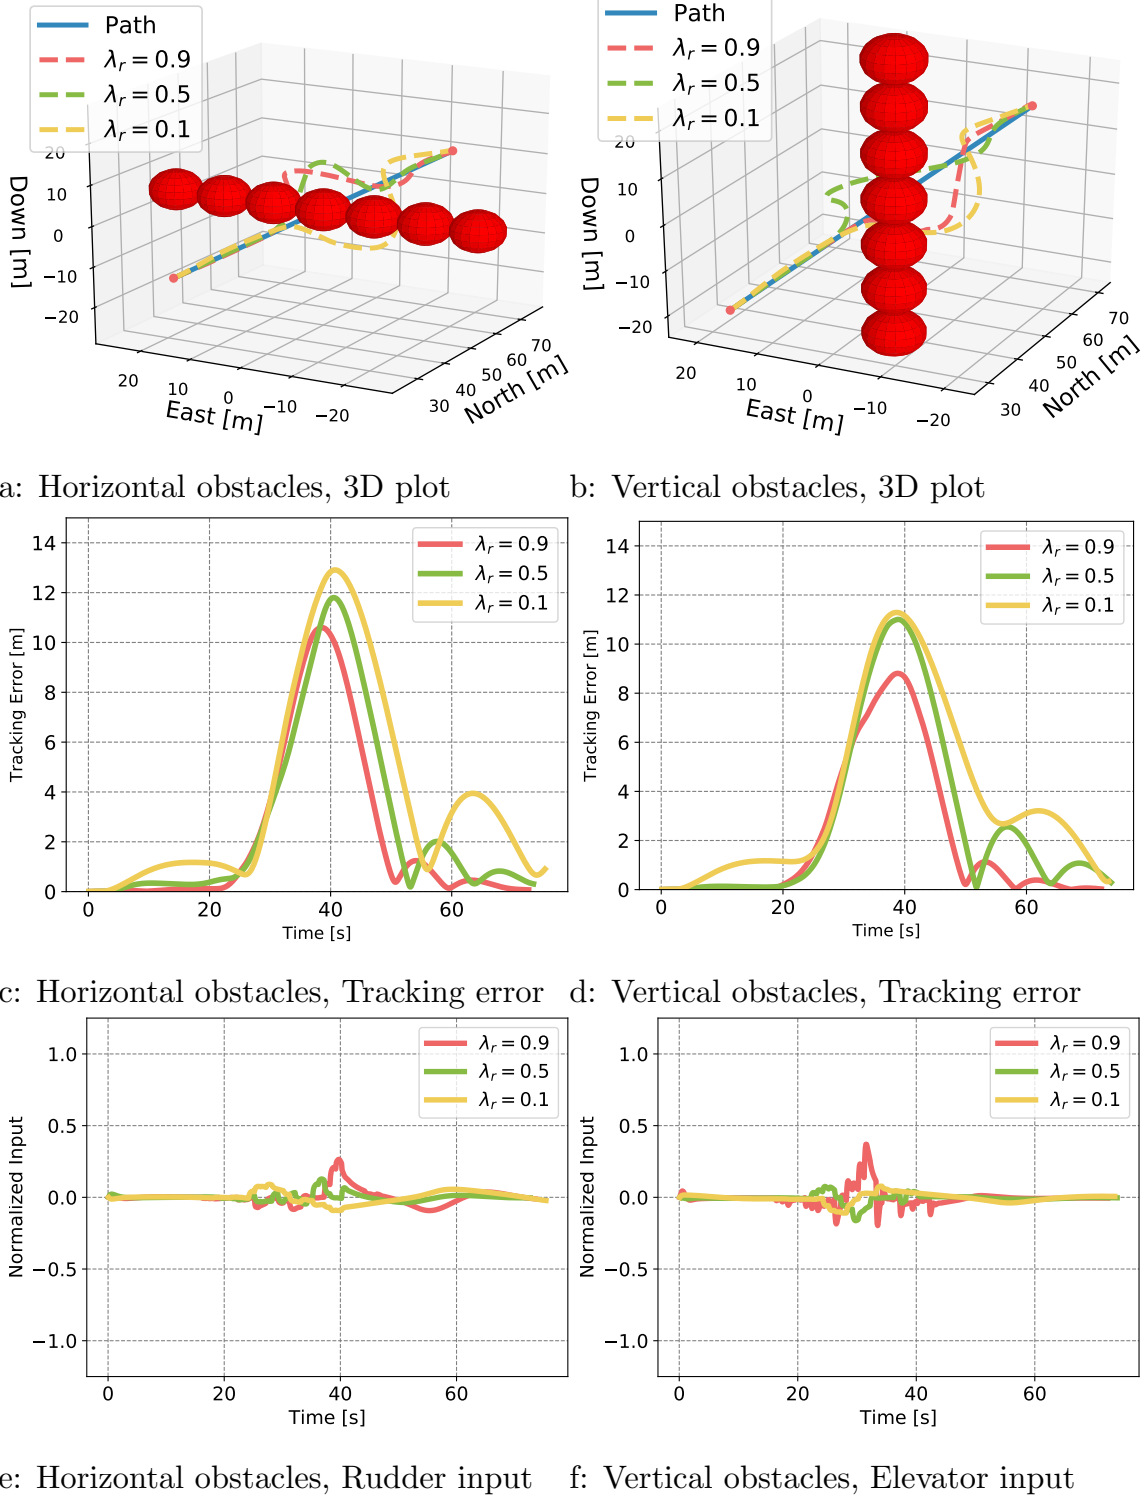 Path
λr = 0.9
λr = 0.5
λr = 0.1
20
10
0
−10
−20
Down [m]
20
10
0
−10
−20
East [m]
30
40
50
60
70
North [m]
Path
λr = 0.9
λr = 0.5
λr = 0.1
20
10
0
−10
−20
Down [m]
20
10
0
−10
−20
East [m]
30
40
50
60
70
North [m]
a: Horizontal obstacles, 3D plot
b: Vertical obstacles, 3D plot
14
12
10
8
6
4
2
0
Tracking Error [m]
λr = 0.9
λr = 0.5
λr = 0.1
0 20 40 60
Time [s]
14
12
10
8
6
4
2
0
Tracking Error [m]
λr = 0.9
λr = 0.5
λr = 0.1
0 20 40 60
Time [s]
c: Horizontal obstacles, Tracking error
d: Vertical obstacles, Tracking error
1.0
0.5
0.0
−0.5
−1.0
Normalized Input
λr = 0.9
λr = 0.5
λr = 0.1
0 20 40 60
Time [s]
1.0
0.5
0.0
−0.5
−1.0
Normalized Input
λr = 0.9
λr = 0.5
λr = 0.1
0 20 40 60
Time [s]
e: Horizontal obstacles, Rudder input
f: Vertical obstacles, Elevator input